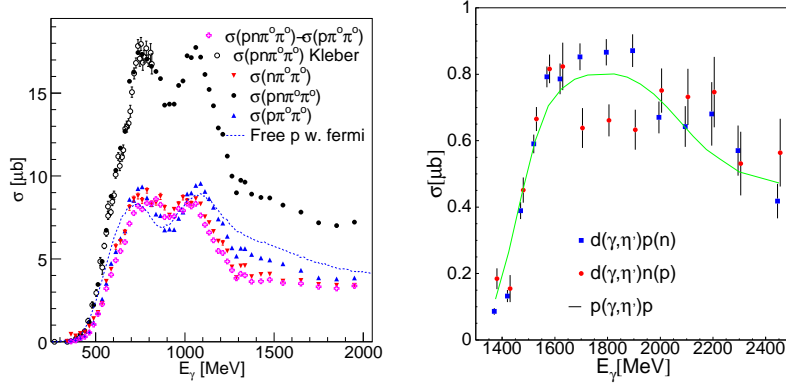 σ(pnπ°π°)-σ(pπ°π°)
σ(pnπ°π°) Kleber
σ(nπ°π°)
σ(pnπ°π°)
σ(pπ°π°)
Free p w. fermi
σ [μb]
15
10
5
0
500
1000
1500
2000
E_γ [MeV]
σ[μb]
1
0.8
0.6
0.4
0.2
0
d(γ,η')p(n)
d(γ,η')n(p)
p(γ,η')p
1400
1600
1800
2000
2200
2400
E_γ[MeV]